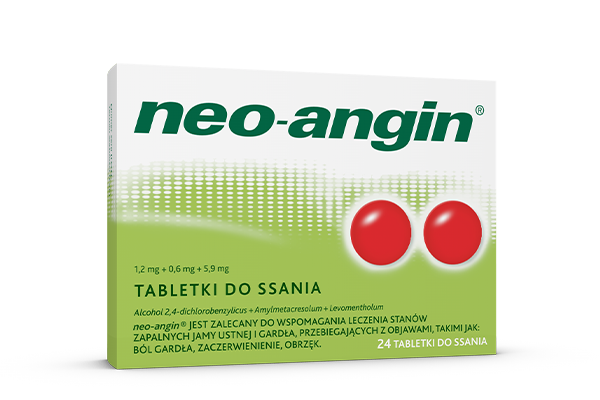 neo-angin®
1,2 mg + 0,6 mg + 5,9 mg
TABLETKI DO SSANIA
Alcohol 2,4-dichlorobenzylicus + Amylmetacresolum + Levomentholum
neo-angin® JEST ZALECANY DO WSPOMAGANIA LECZENIA STANÓW
ZAPALNYCH JAMY USTNEJ I GARDŁA, PRZEBIEGAJĄCYCH Z OBJAWAMI, TAKIMI JAK:
BÓL GARDŁA, ZACZERWIENIENIE, OBRZĘK.
24 TABLETKI DO SSANIA